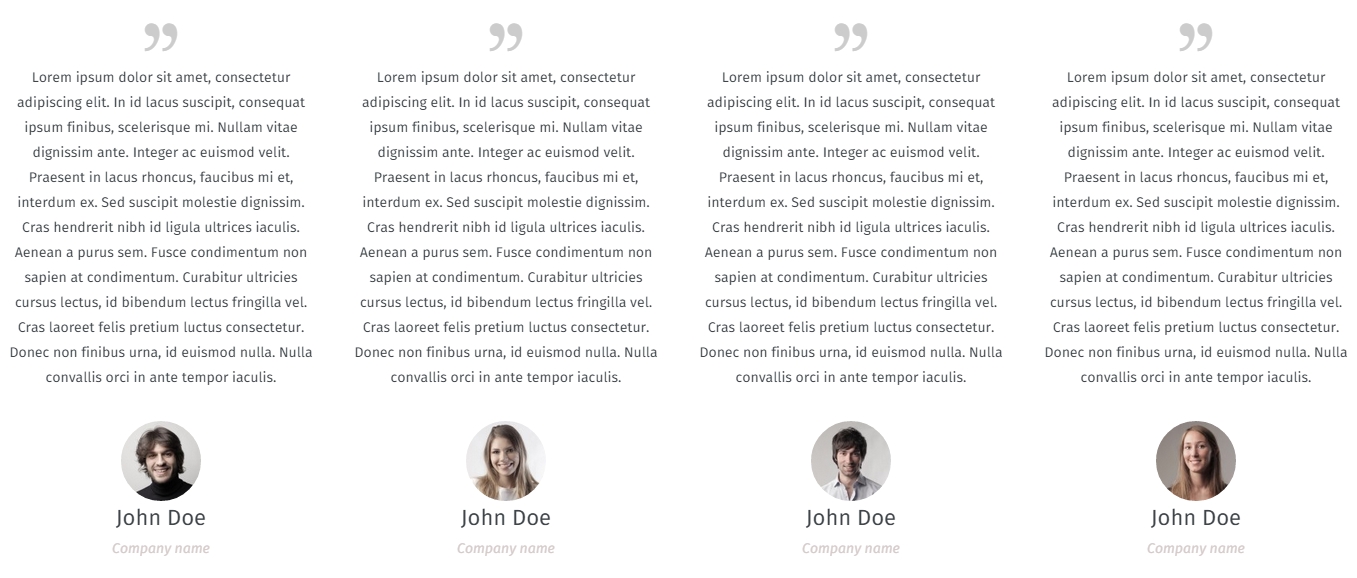 ”
Lorem ipsum dolor sit amet, consectetur
adipiscing elit. In id lacus suscipit, consequat
ipsum finibus, scelerisque mi. Nullam vitae
dignissim ante. Integer ac euismod velit.
Praesent in lacus rhoncus, faucibus mi et,
interdum ex. Sed suscipit molestie dignissim.
Cras hendrerit nibh id ligula ultrices iaculis.
Aenean a purus sem. Fusce condimentum non
sapien at condimentum. Curabitur ultricies
cursus lectus, id bibendum lectus fringilla vel.
Cras laoreet felis pretium luctus consectetur.
Donec non finibus urna, id euismod nulla. Nulla
convallis orci in ante tempor iaculis.
John Doe
Company name
”
Lorem ipsum dolor sit amet, consectetur
adipiscing elit. In id lacus suscipit, consequat
ipsum finibus, scelerisque mi. Nullam vitae
dignissim ante. Integer ac euismod velit.
Praesent in lacus rhoncus, faucibus mi et,
interdum ex. Sed suscipit molestie dignissim.
Cras hendrerit nibh id ligula ultrices iaculis.
Aenean a purus sem. Fusce condimentum non
sapien at condimentum. Curabitur ultricies
cursus lectus, id bibendum lectus fringilla vel.
Cras laoreet felis pretium luctus consectetur.
Donec non finibus urna, id euismod nulla. Nulla
convallis orci in ante tempor iaculis.
John Doe
Company name
”
Lorem ipsum dolor sit amet, consectetur
adipiscing elit. In id lacus suscipit, consequat
ipsum finibus, scelerisque mi. Nullam vitae
dignissim ante. Integer ac euismod velit.
Praesent in lacus rhoncus, faucibus mi et,
interdum ex. Sed suscipit molestie dignissim.
Cras hendrerit nibh id ligula ultrices iaculis.
Aenean a purus sem. Fusce condimentum non
sapien at condimentum. Curabitur ultricies
cursus lectus, id bibendum lectus fringilla vel.
Cras laoreet felis pretium luctus consectetur.
Donec non finibus urna, id euismod nulla. Nulla
convallis orci in ante tempor iaculis.
John Doe
Company name
”
Lorem ipsum dolor sit amet, consectetur
adipiscing elit. In id lacus suscipit, consequat
ipsum finibus, scelerisque mi. Nullam vitae
dignissim ante. Integer ac euismod velit.
Praesent in lacus rhoncus, faucibus mi et,
interdum ex. Sed suscipit molestie dignissim.
Cras hendrerit nibh id ligula ultrices iaculis.
Aenean a purus sem. Fusce condimentum non
sapien at condimentum. Curabitur ultricies
cursus lectus, id bibendum lectus fringilla vel.
Cras laoreet felis pretium luctus consectetur.
Donec non finibus urna, id euismod nulla. Nulla
convallis orci in ante tempor iaculis.
John Doe
Company name